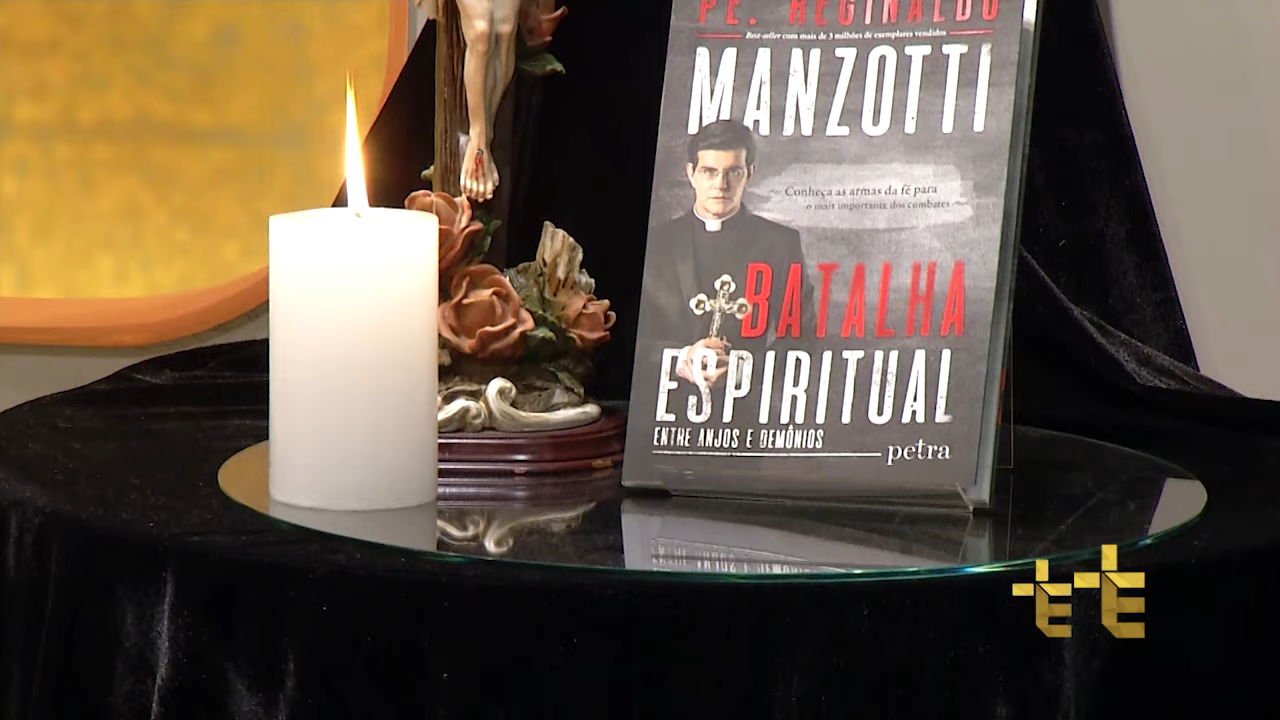 PE. REGINALDO
Best-seller com mais de 3 milhões de exemplares vendidos
MANZOTTI
Conheça as armas da fé para
o mais importante dos combates
BATALHA
ESPIRITUAL
ENTRE ANJOS E DEMÔNIOS
petra